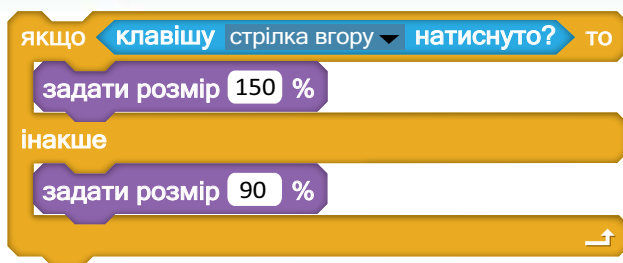 якщо клавішу стрілка вгору натиснуто? то
задати розмір 150 %
інакше
задати розмір 90 %